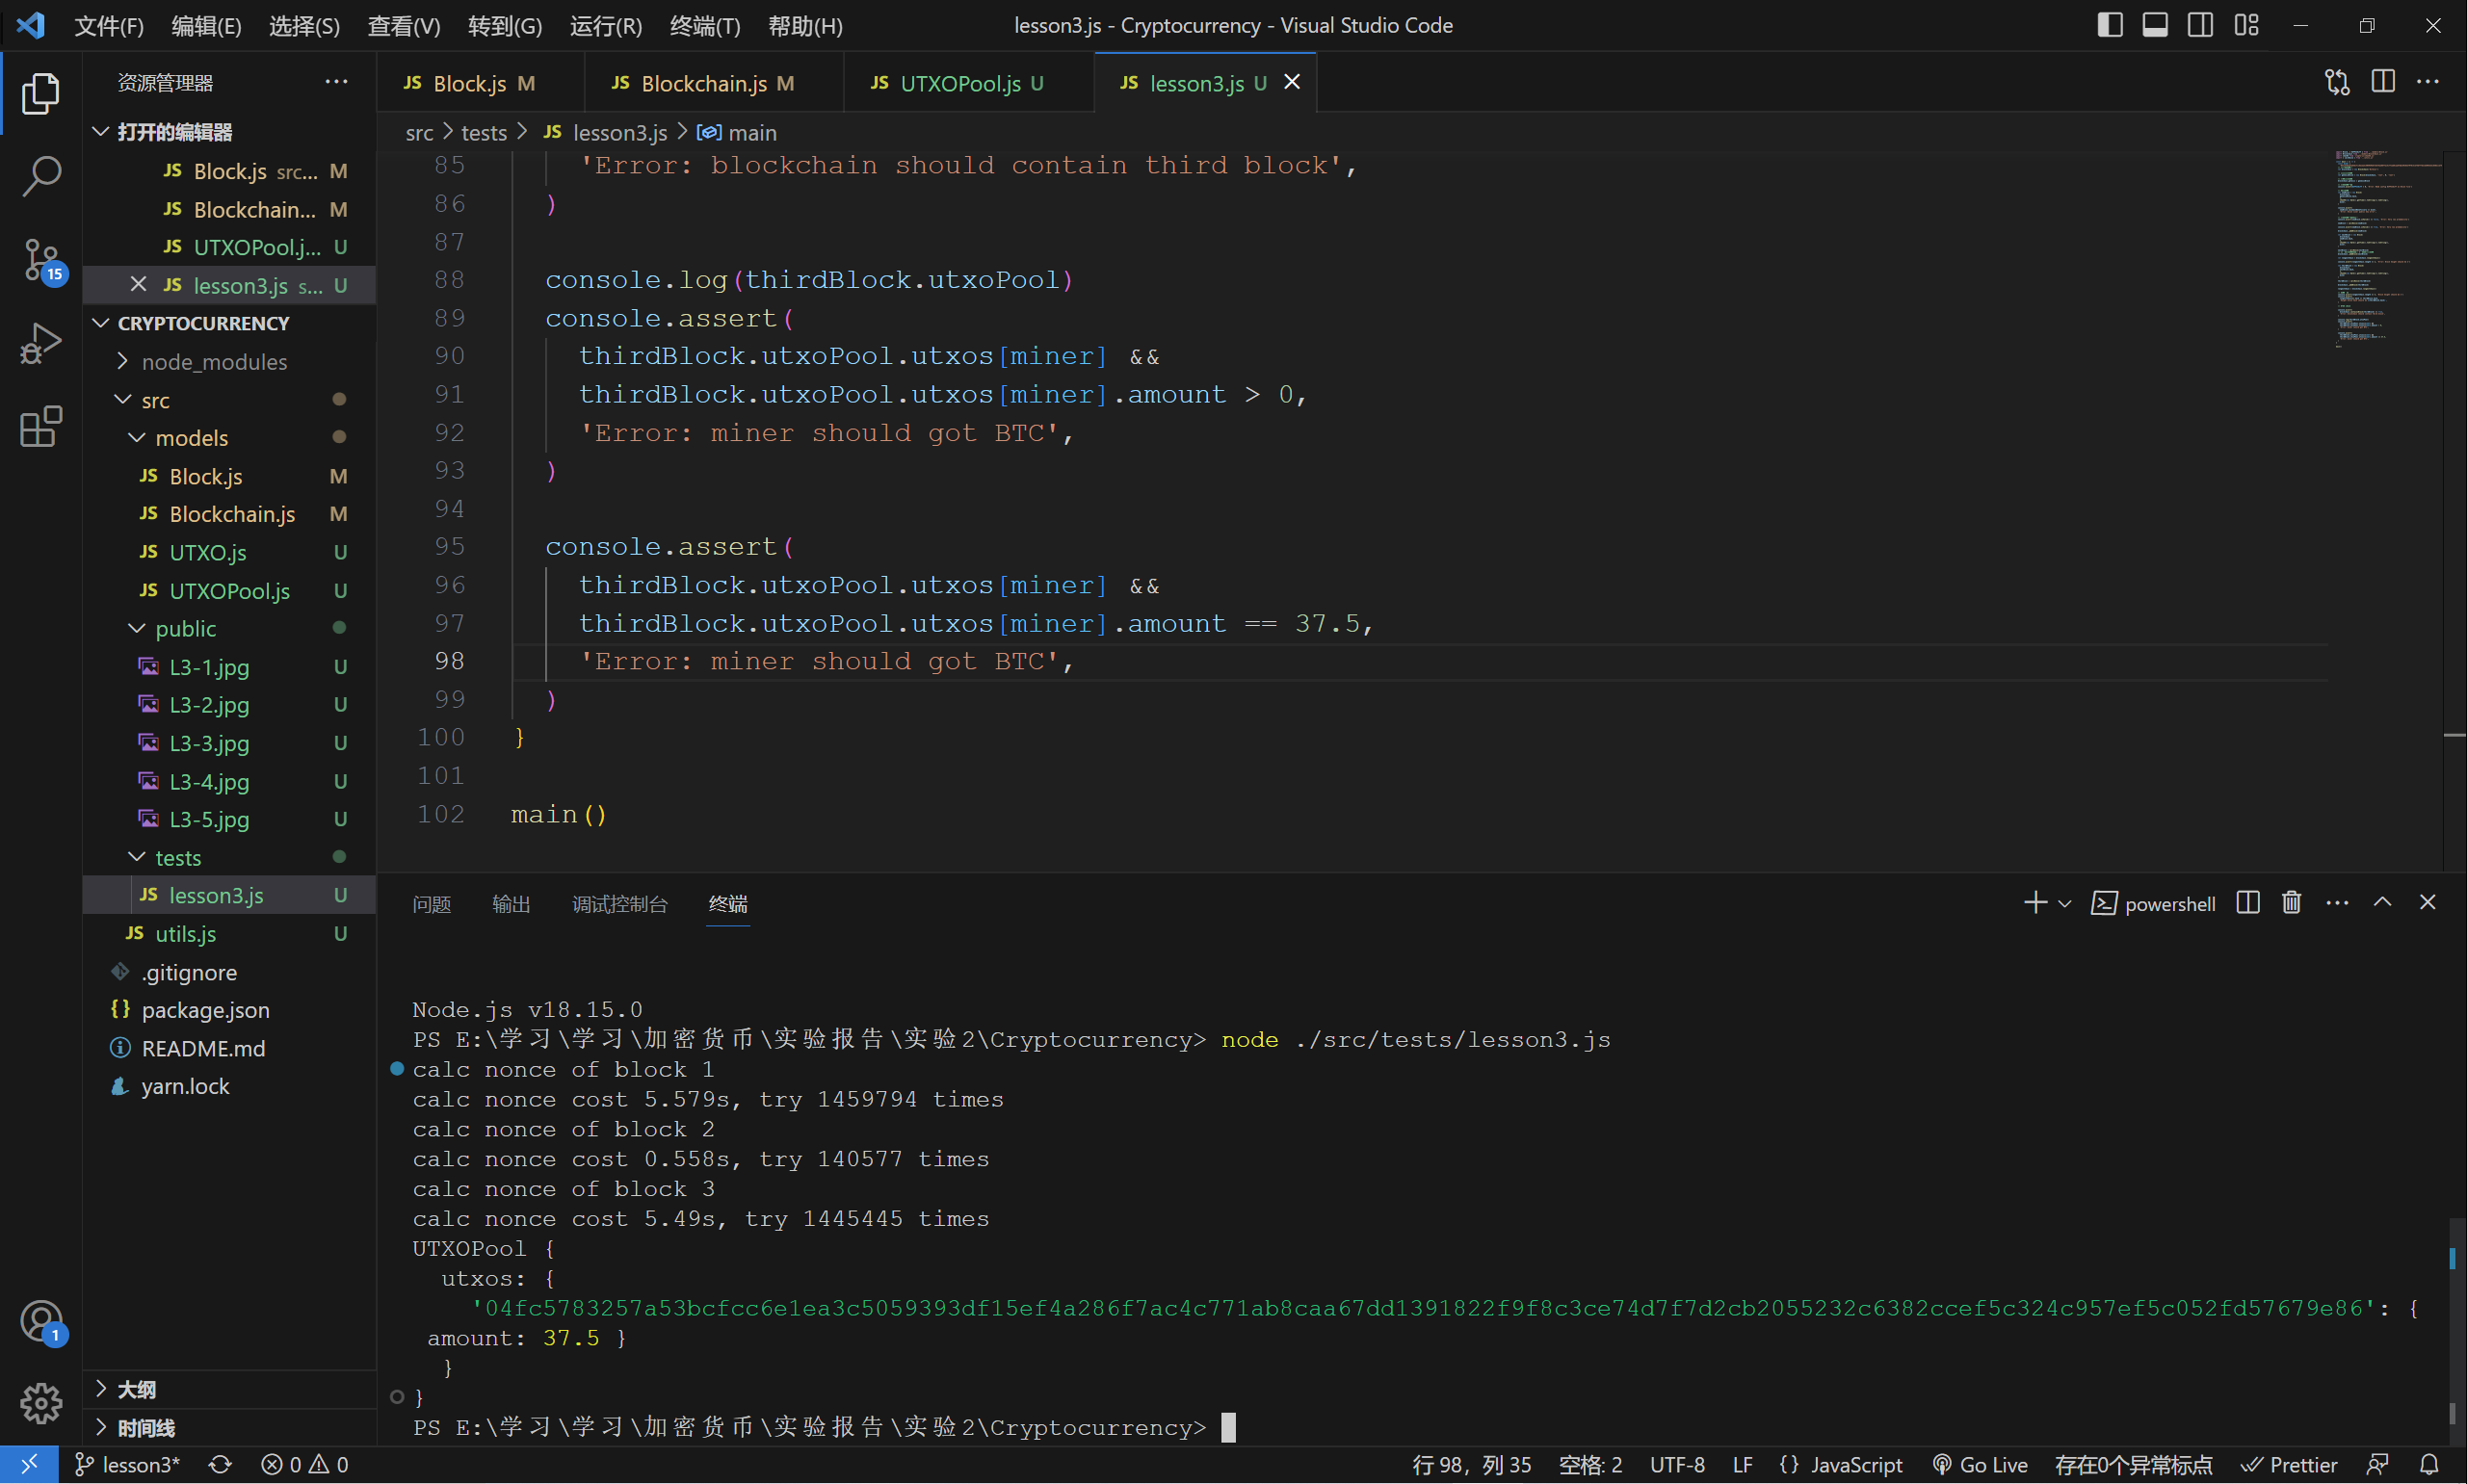 文件(F) 编辑(E) 选择(S) 查看(V) 转到(G) 运行(R) 终端(T) 帮助(H) lesson3.js - Cryptocurrency - Visual Studio Code
资源管理器
打开的编辑器
JS Block.js src... M
JS Blockchain... M
JS UTXOPool.j... U
JS lesson3.js s... U
CRYPTOCURRENCY
node_modules
src
models
JS Block.js M
JS Blockchain.js M
JS UTXO.js U
JS UTXOPool.js U
public
L3-1.jpg U
L3-2.jpg U
L3-3.jpg U
L3-4.jpg U
L3-5.jpg U
tests
JS lesson3.js U
JS utils.js U
.gitignore
{} package.json
README.md
yarn.lock
大纲
时间线
15
1
JS Block.js M JS Blockchain.js M JS UTXOPool.js U JS lesson3.js U
src > tests > JS lesson3.js > main
85 'Error: blockchain should contain third block',
86 )
87
88 console.log(thirdBlock.utxoPool)
89 console.assert(
90 thirdBlock.utxoPool.utxos[miner] &&
91 thirdBlock.utxoPool.utxos[miner].amount > 0,
92 'Error: miner should got BTC',
93 )
94
95 console.assert(
96 thirdBlock.utxoPool.utxos[miner] &&
97 thirdBlock.utxoPool.utxos[miner].amount == 37.5,
98 'Error: miner should got BTC',
99 )
100 }
101
102 main()
问题 输出 调试控制台 终端 powershell
Node.js v18.15.0
PS E:\学习\学习\加密货币\实验报告\实验2\Cryptocurrency> node ./src/tests/lesson3.js
calc nonce of block 1
calc nonce cost 5.579s, try 1459794 times
calc nonce of block 2
calc nonce cost 0.558s, try 140577 times
calc nonce of block 3
calc nonce cost 5.49s, try 1445445 times
UTXOPool {
utxos: {
'04fc5783257a53bcfcc6e1ea3c5059393df15ef4a286f7ac4c771ab8caa67dd1391822f9f8c3ce74d7f7d2cb2055232c6382ccef5c324c957ef5c052fd57679e86': {
amount: 37.5 }
}
}
PS E:\学习\学习\加密货币\实验报告\实验2\Cryptocurrency>
lesson3* 0 0 行 98，列 35 空格: 2 UTF-8 LF {} JavaScript Go Live 存在0个异常标点 Prettier